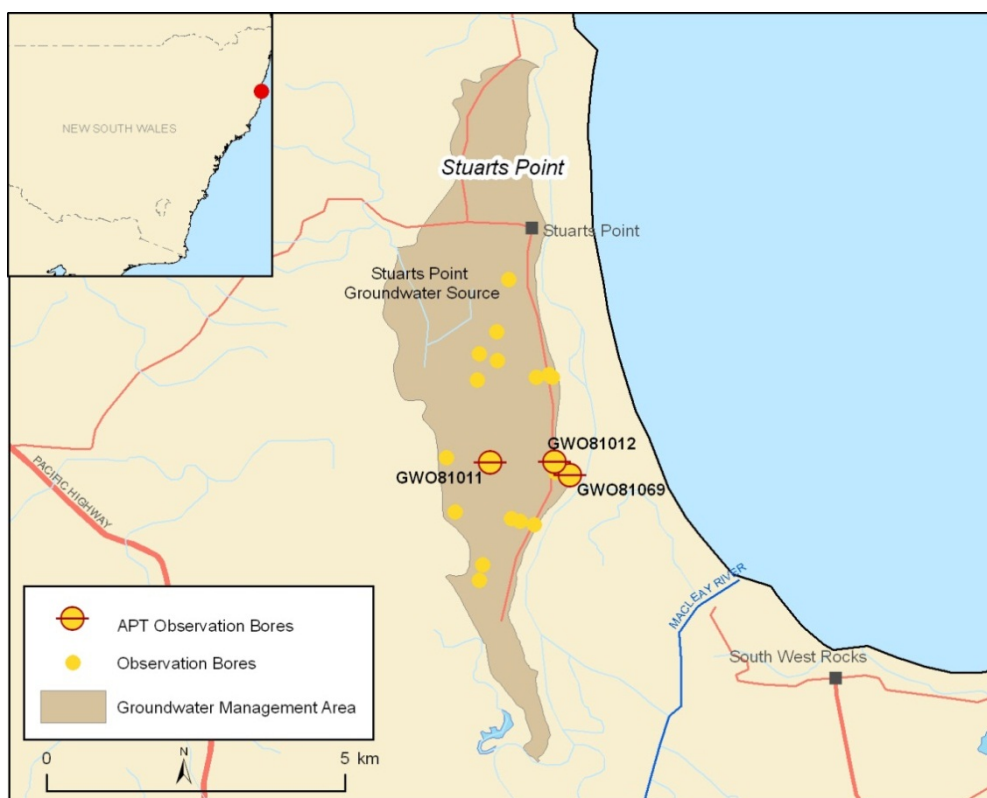 NEW SOUTH WALES
Stuarts Point
Stuarts Point
Stuarts Point
Groundwater Source
GWO81012
GWO81011
GWO81069
PACIFIC HIGHWAY
MACLEAY RIVER
South West Rocks
APT Observation Bores
Observation Bores
Groundwater Management Area
N
0 5 km